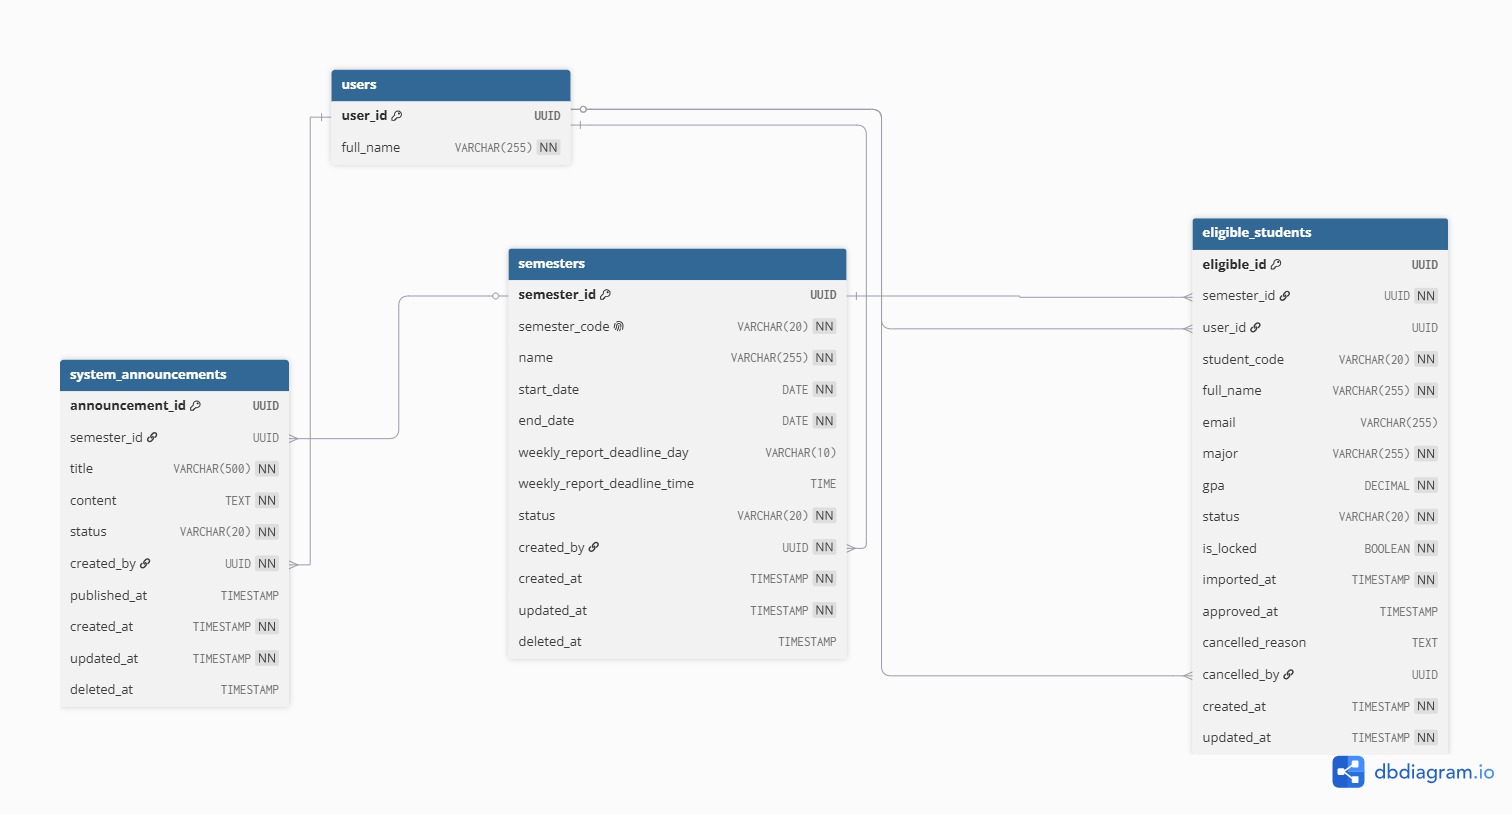 users
user_id UUID
full_name VARCHAR(255) NN
semesters
semester_id UUID
semester_code VARCHAR(20) NN
name VARCHAR(255) NN
start_date DATE NN
end_date DATE NN
weekly_report_deadline_day VARCHAR(10)
weekly_report_deadline_time TIME
status VARCHAR(20) NN
created_by UUID NN
created_at TIMESTAMP NN
updated_at TIMESTAMP NN
deleted_at TIMESTAMP
system_announcements
announcement_id UUID
semester_id UUID
title VARCHAR(500) NN
content TEXT NN
status VARCHAR(20) NN
created_by UUID NN
published_at TIMESTAMP
created_at TIMESTAMP NN
updated_at TIMESTAMP NN
deleted_at TIMESTAMP
eligible_students
eligible_id UUID
semester_id UUID NN
user_id UUID
student_code VARCHAR(20) NN
full_name VARCHAR(255) NN
email VARCHAR(255)
major VARCHAR(255) NN
gpa DECIMAL NN
status VARCHAR(20) NN
is_locked BOOLEAN NN
imported_at TIMESTAMP NN
approved_at TIMESTAMP
cancelled_reason TEXT
cancelled_by UUID
created_at TIMESTAMP NN
updated_at TIMESTAMP NN
dbdiagram.io